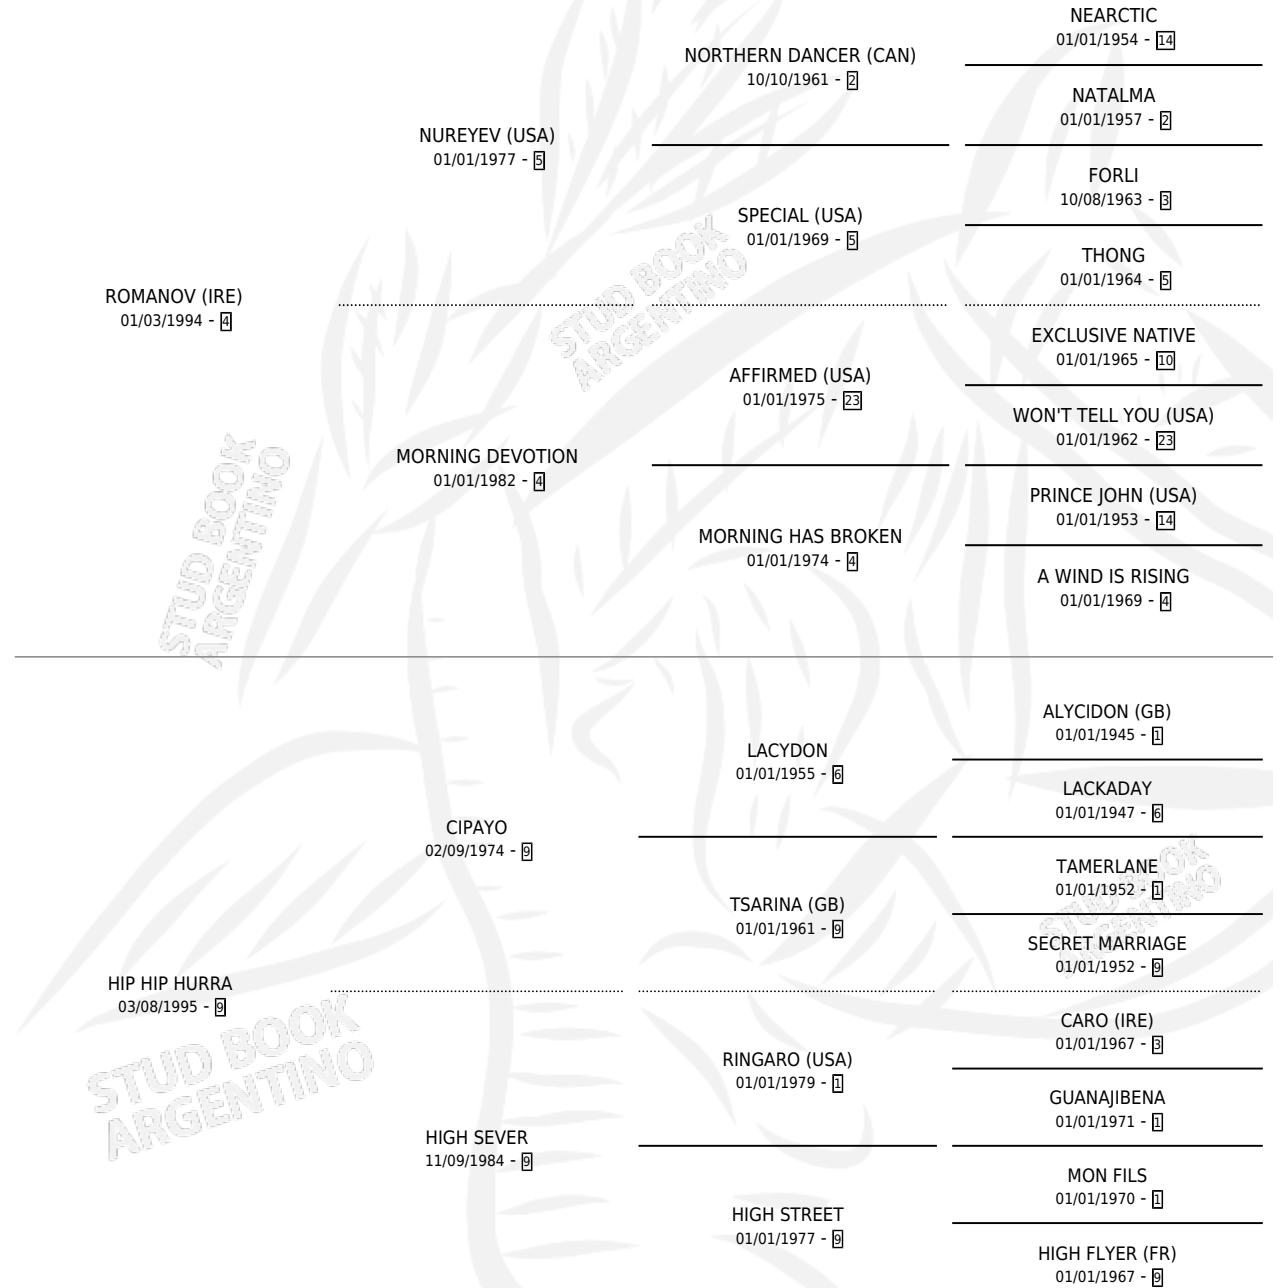 NEARCTIC
01/01/1954 - 14
NORTHERN DANCER (CAN)
10/10/1961 - 2
NATALMA
01/01/1957 - 2
NUREYEV (USA)
01/01/1977 - 5
FORLI
10/08/1963 - 3
SPECIAL (USA)
01/01/1969 - 5
THONG
01/01/1964 - 5
ROMANOV (IRE)
01/03/1994 - 4
EXCLUSIVE NATIVE
01/01/1965 - 10
AFFIRMED (USA)
01/01/1975 - 23
WON'T TELL YOU (USA)
01/01/1962 - 23
MORNING DEVOTION
01/01/1982 - 4
PRINCE JOHN (USA)
01/01/1953 - 14
MORNING HAS BROKEN
01/01/1974 - 4
A WIND IS RISING
01/01/1969 - 4
ALYCIDON (GB)
01/01/1945 - 1
LACYDON
01/01/1955 - 6
LACKADAY
01/01/1947 - 6
CIPAYO
02/09/1974 - 9
TAMERLANE
01/01/1952 - 1
TSARINA (GB)
01/01/1961 - 9
SECRET MARRIAGE
01/01/1952 - 9
HIP HIP HURRA
03/08/1995 - 9
CARO (IRE)
01/01/1967 - 3
RINGARO (USA)
01/01/1979 - 1
GUANAJIBENA
01/01/1971 - 1
HIGH SEVER
11/09/1984 - 9
MON FILS
01/01/1970 - 1
HIGH STREET
01/01/1977 - 9
HIGH FLYER (FR)
01/01/1967 - 9
STUD BOOK
ARGENTINO
STUD BOOK
ARGENTINO
STUD BOOK
ARGENTINO
STUD BOOK
ARGENTINO